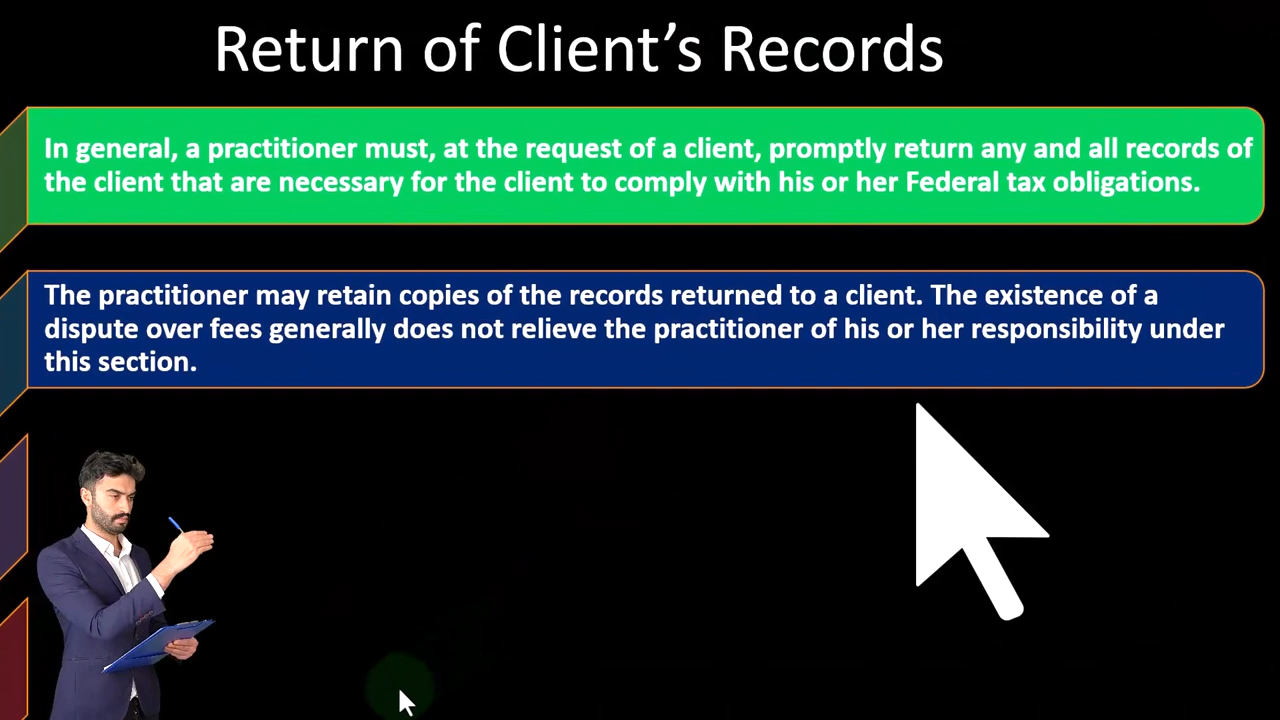 Return of Client’s Records
In general, a practitioner must, at the request of a client, promptly return any and all records of
the client that are necessary for the client to comply with his or her Federal tax obligations.
The practitioner may retain copies of the records returned to a client. The existence of a
dispute over fees generally does not relieve the practitioner of his or her responsibility under
this section.